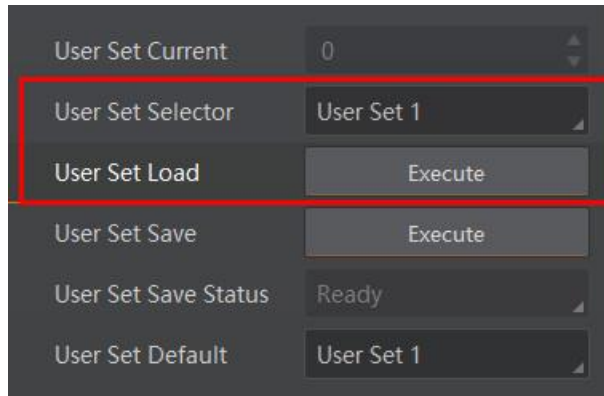 User Set Current 0
User Set Selector User Set 1
User Set Load Execute
User Set Save Execute
User Set Save Status Ready
User Set Default User Set 1